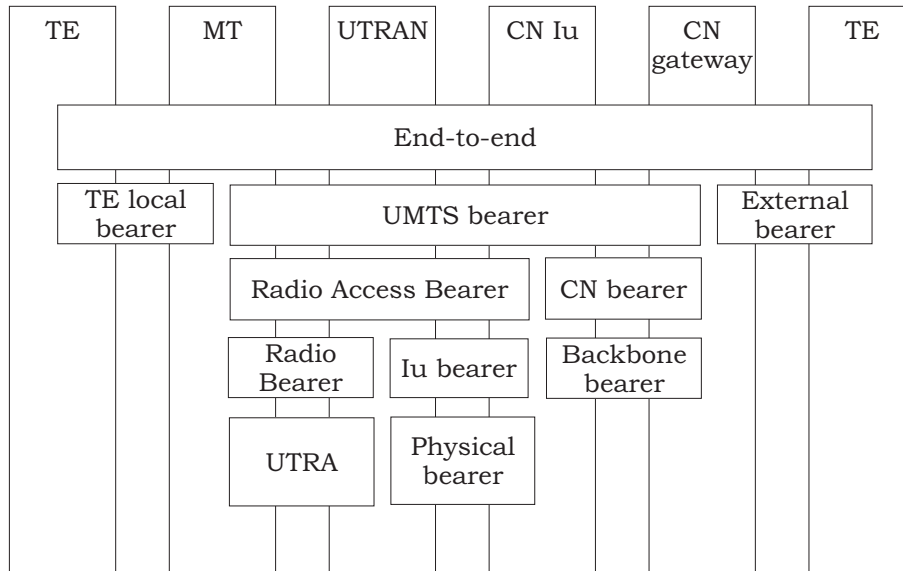 TE
MT
UTRAN
CN Iu
CN
gateway
TE
End-to-end
TE local
bearer
UMTS bearer
External
bearer
Radio Access Bearer
CN bearer
Radio
Bearer
Iu bearer
Backbone
bearer
UTRA
Physical
bearer